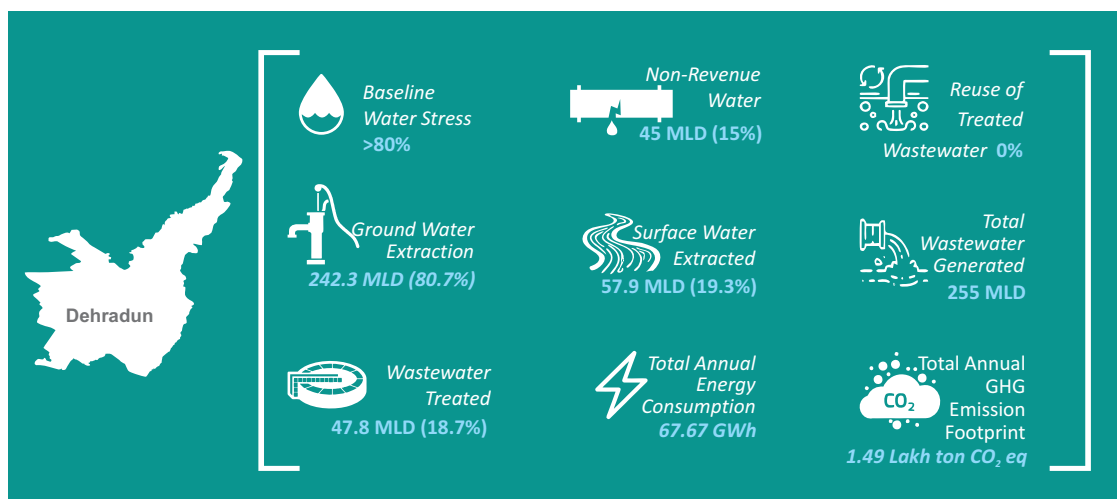 Dehradun
Baseline
Water Stress
>80%
Non-Revenue
Water
45 MLD (15%)
Reuse of
Treated
Wastewater 0%
Ground Water
Extraction
242.3 MLD (80.7%)
Surface Water
Extracted
57.9 MLD (19.3%)
Total
Wastewater
Generated
255 MLD
Wastewater
Treated
47.8 MLD (18.7%)
Total Annual
Energy
Consumption
67.67 GWh
CO₂
Total Annual
GHG
Emission
Footprint
1.49 Lakh ton CO₂ eq